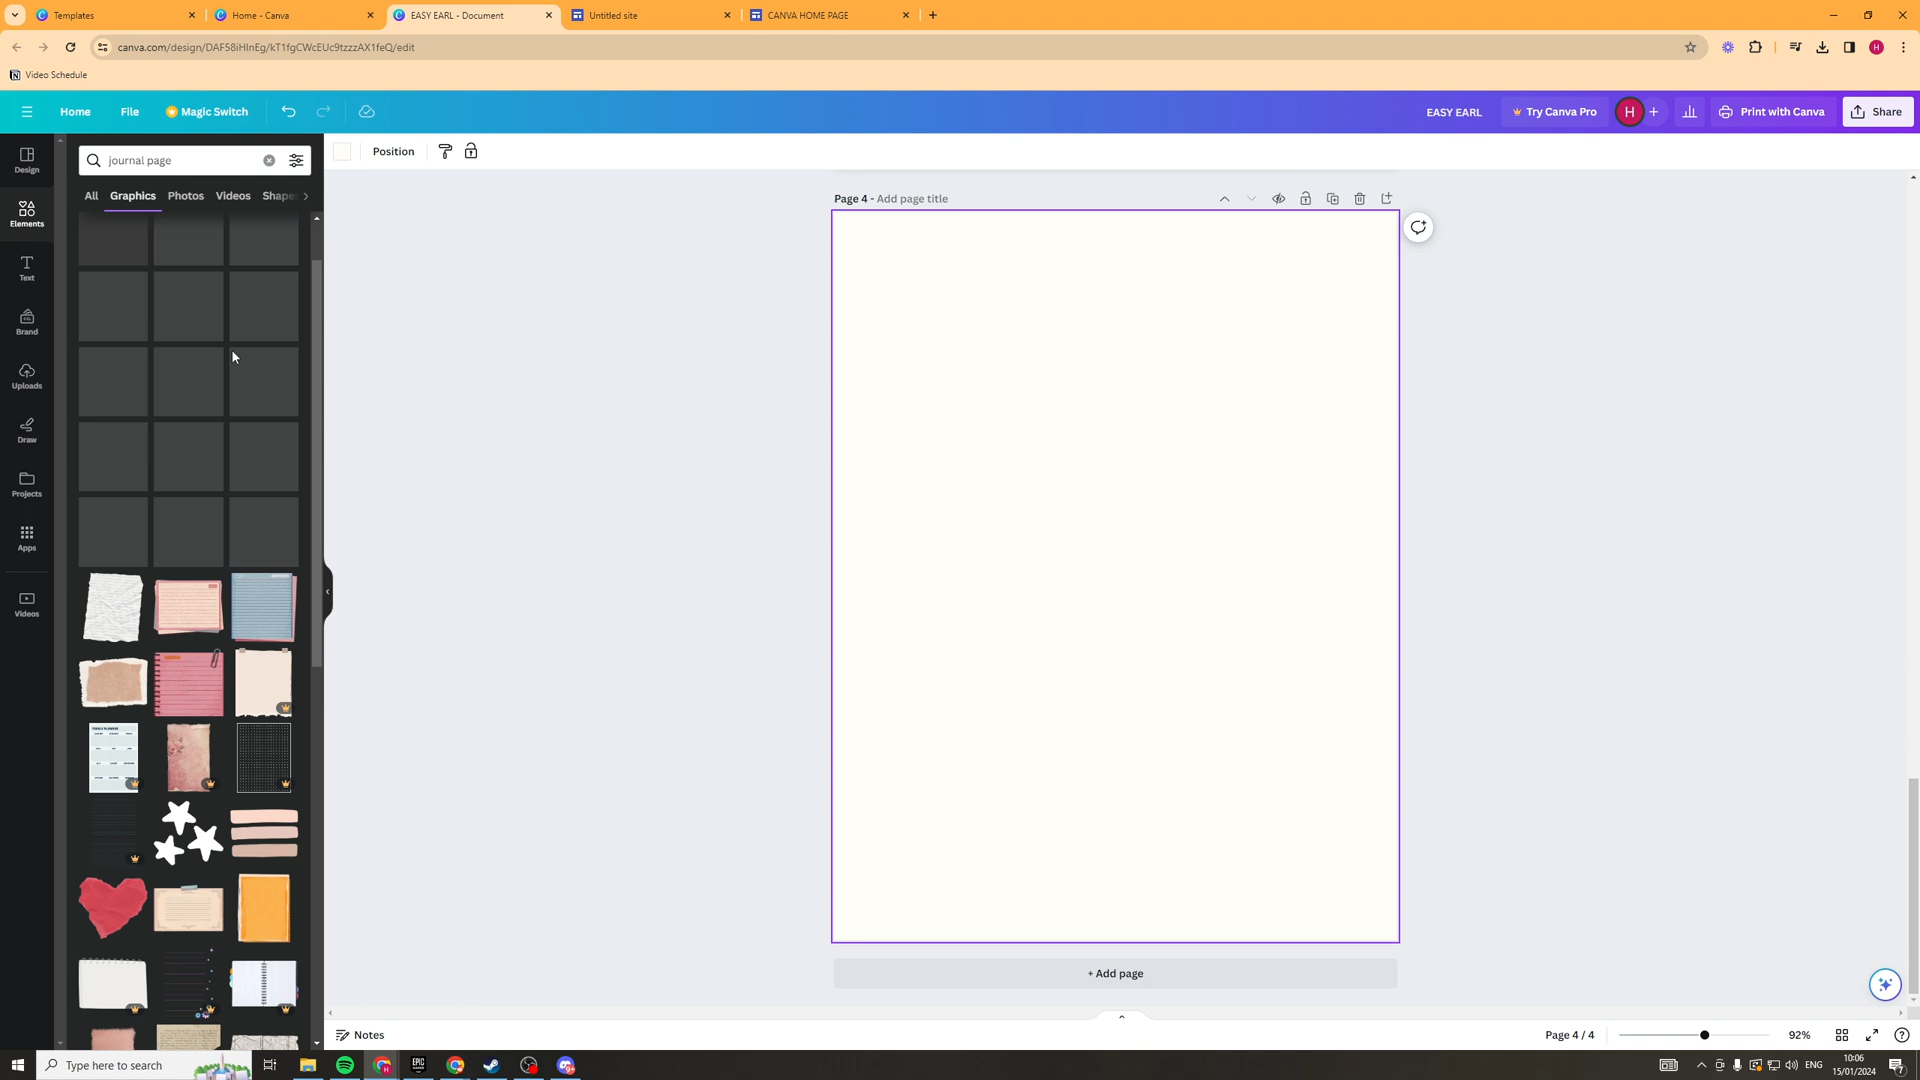 Templates
Home - Canva
EASY EARL - Document
Untitled site
CANVA HOME PAGE
canva.com/design/DAF58iHlnEg/kT1fgCWcEUc9tzzzAX1feQ/edit
Video Schedule
Home
File
Magic Switch
EASY EARL
Try Canva Pro
H
Print with Canva
Share
Design
Elements
Text
Brand
Uploads
Draw
Projects
Apps
Videos
journal page
All
Graphics
Photos
Videos
Shapes
Position
Page 4 - Add page title
+ Add page
Notes
Page 4 / 4
92%
Type here to search
ENG
10:06
15/01/2024